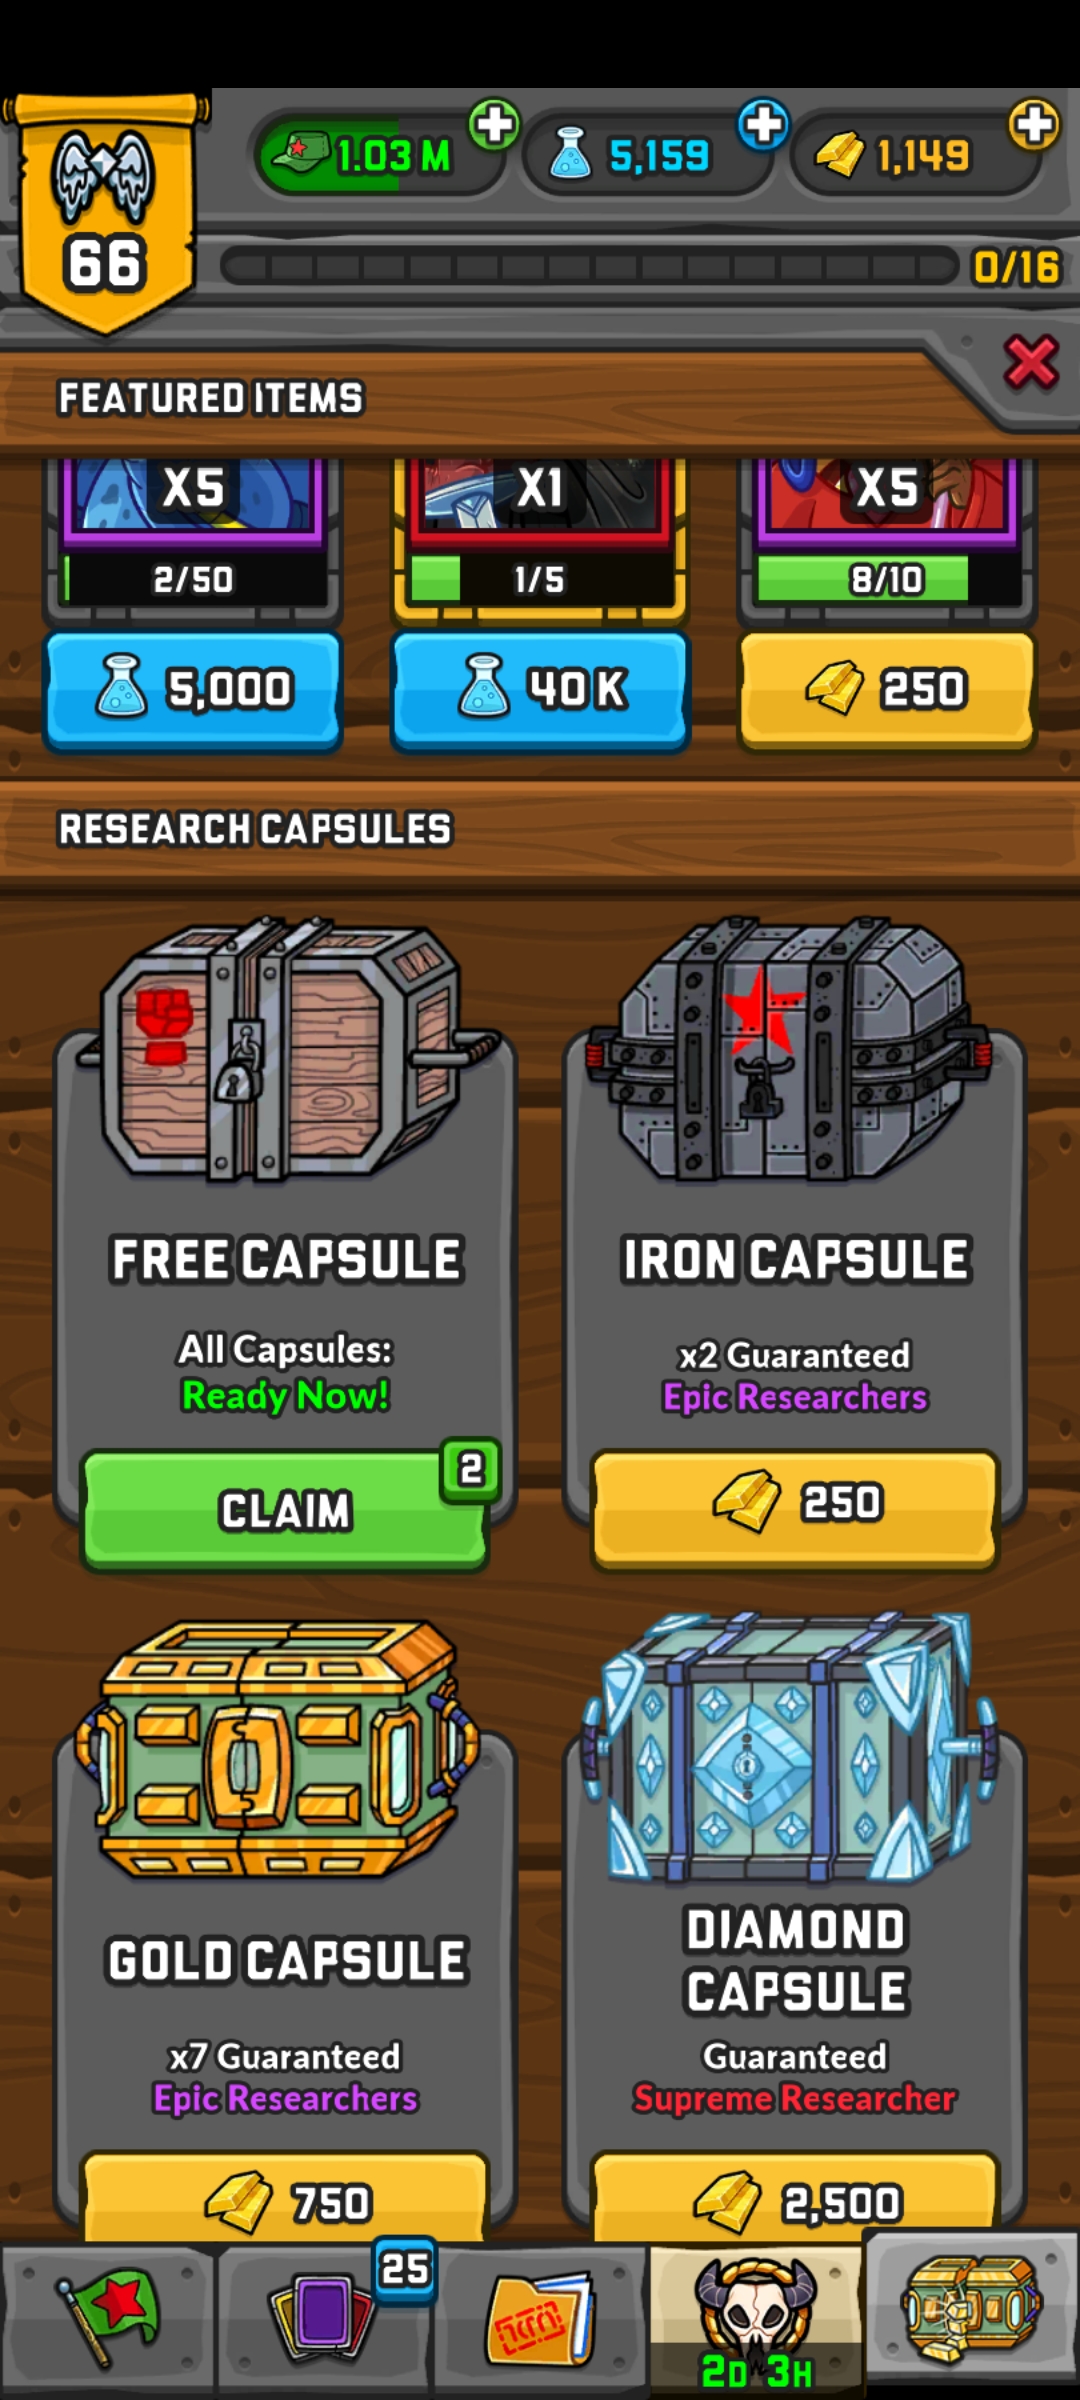 1.03 M
5,159
1,149
66
0/16
FEATURED ITEMS
X5
X1
X5
2/50
1/5
8/10
5,000
40 K
250
RESEARCH CAPSULES
FREE CAPSULE
All Capsules:
Ready Now!
2
CLAIM
IRON CAPSULE
x2 Guaranteed
Epic Researchers
250
GOLD CAPSULE
x7 Guaranteed
Epic Researchers
750
DIAMOND
CAPSULE
Guaranteed
Supreme Researcher
2,500
25
2D 3H